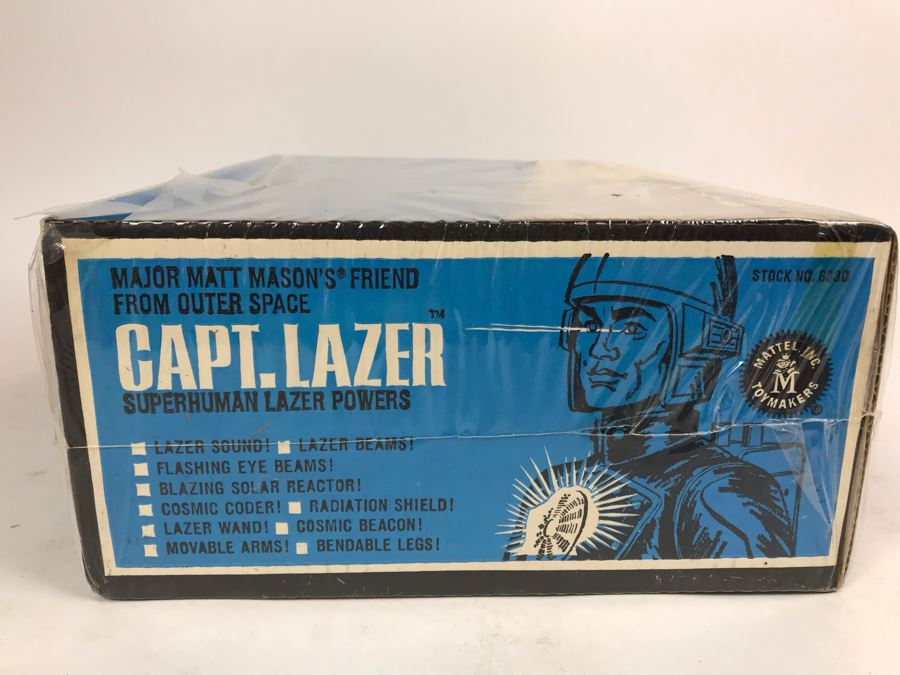 MAJOR MATT MASON'S® FRIEND
FROM OUTER SPACE
CAPT. LAZER™
SUPERHUMAN LAZER POWERS
LAZER SOUND! LAZER BEAMS!
FLASHING EYE BEAMS!
BLAZING SOLAR REACTOR!
COSMIC CODER! RADIATION SHIELD!
LAZER WAND! COSMIC BEACON!
MOVABLE ARMS! BENDABLE LEGS!
STOCK NO. 6330
MATTEL, INC.
M
TOYMAKERS
®